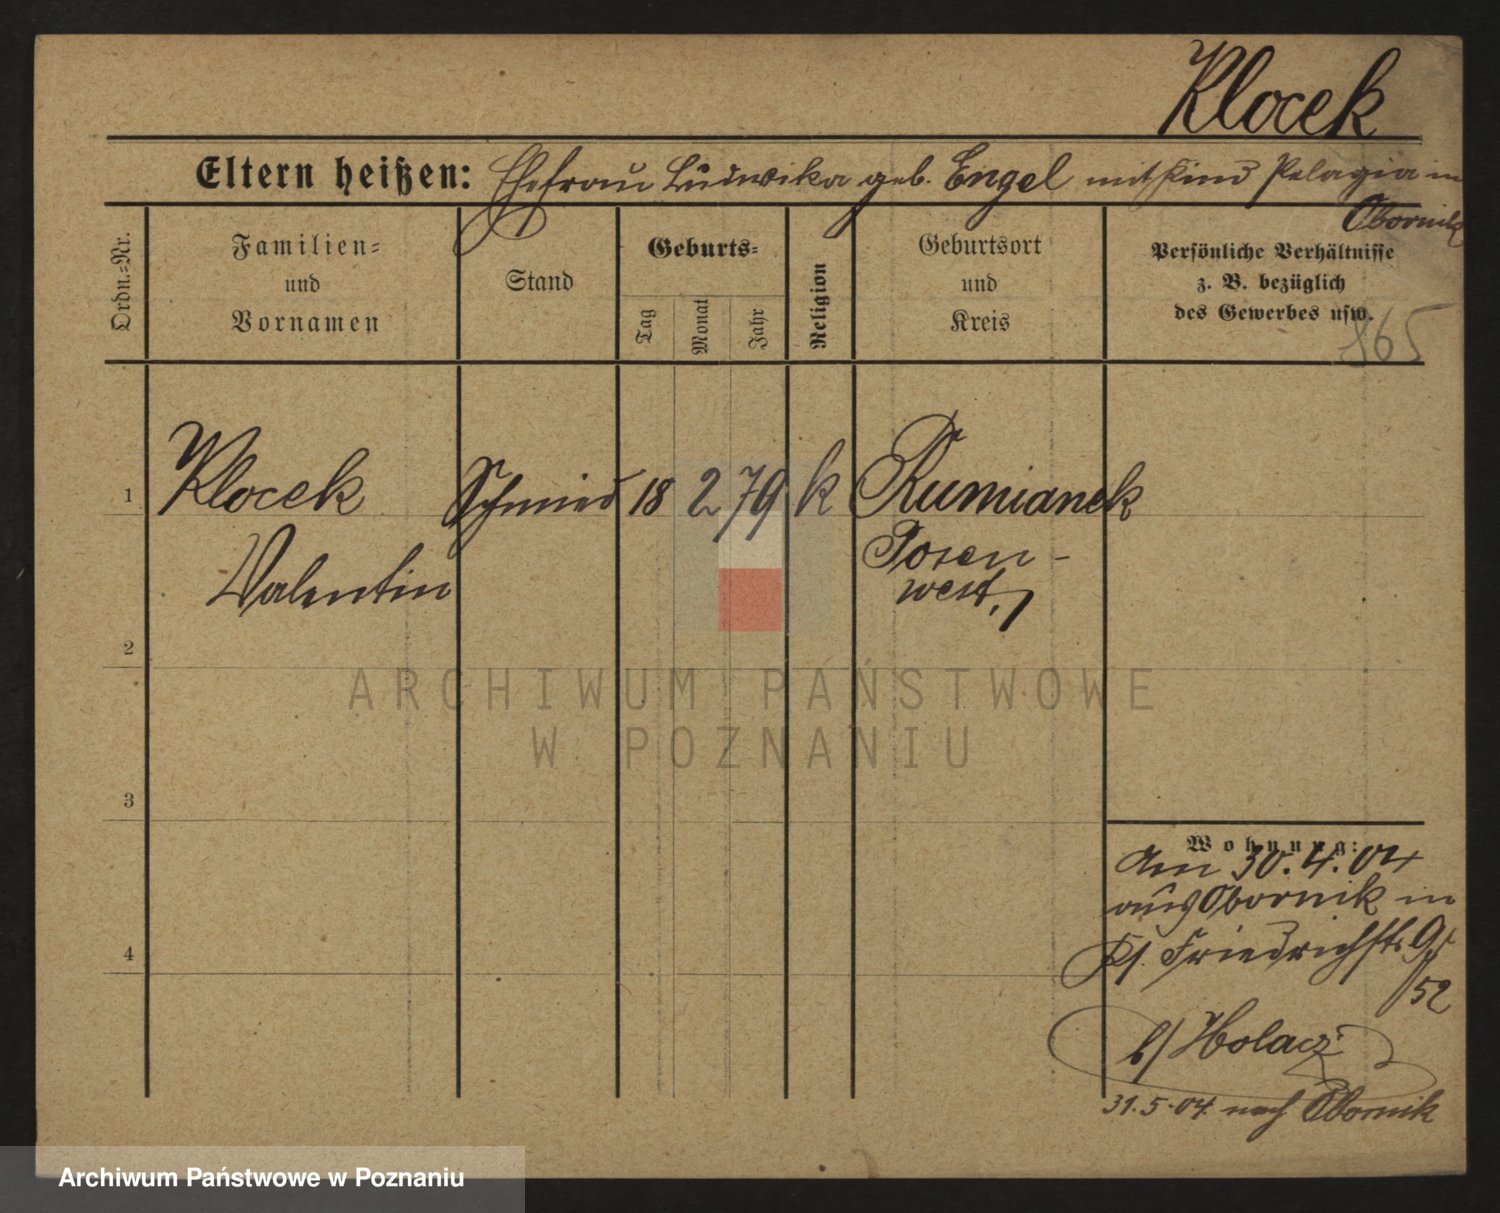 Klocek
Eltern heißen: Ehefrau Ludwika geb. Engel mit Kind Pelagia in
Obornik
Ordn.=Nr.
Familien=
und
Vornamen
Stand
Geburts=
Tag
Monat
Jahr
Religion
Geburtsort
und
Kreis
Persönliche Verhältnisse
z. B. bezüglich
des Gewerbes usw.
165
1 Klocek Schmied 18 2 79 k Rumianek
Valentin
Posen-
west.
2
ARCHIWUM PAŃSTWOWE
W POZNANIU
3
Wohnung:
Am 30.4.04
aus Obornik in
4
Kl. Friedrichstr. 9
52
b/ Holacz
31.5.04. nach Obornik
Archiwum Państwowe w Poznaniu